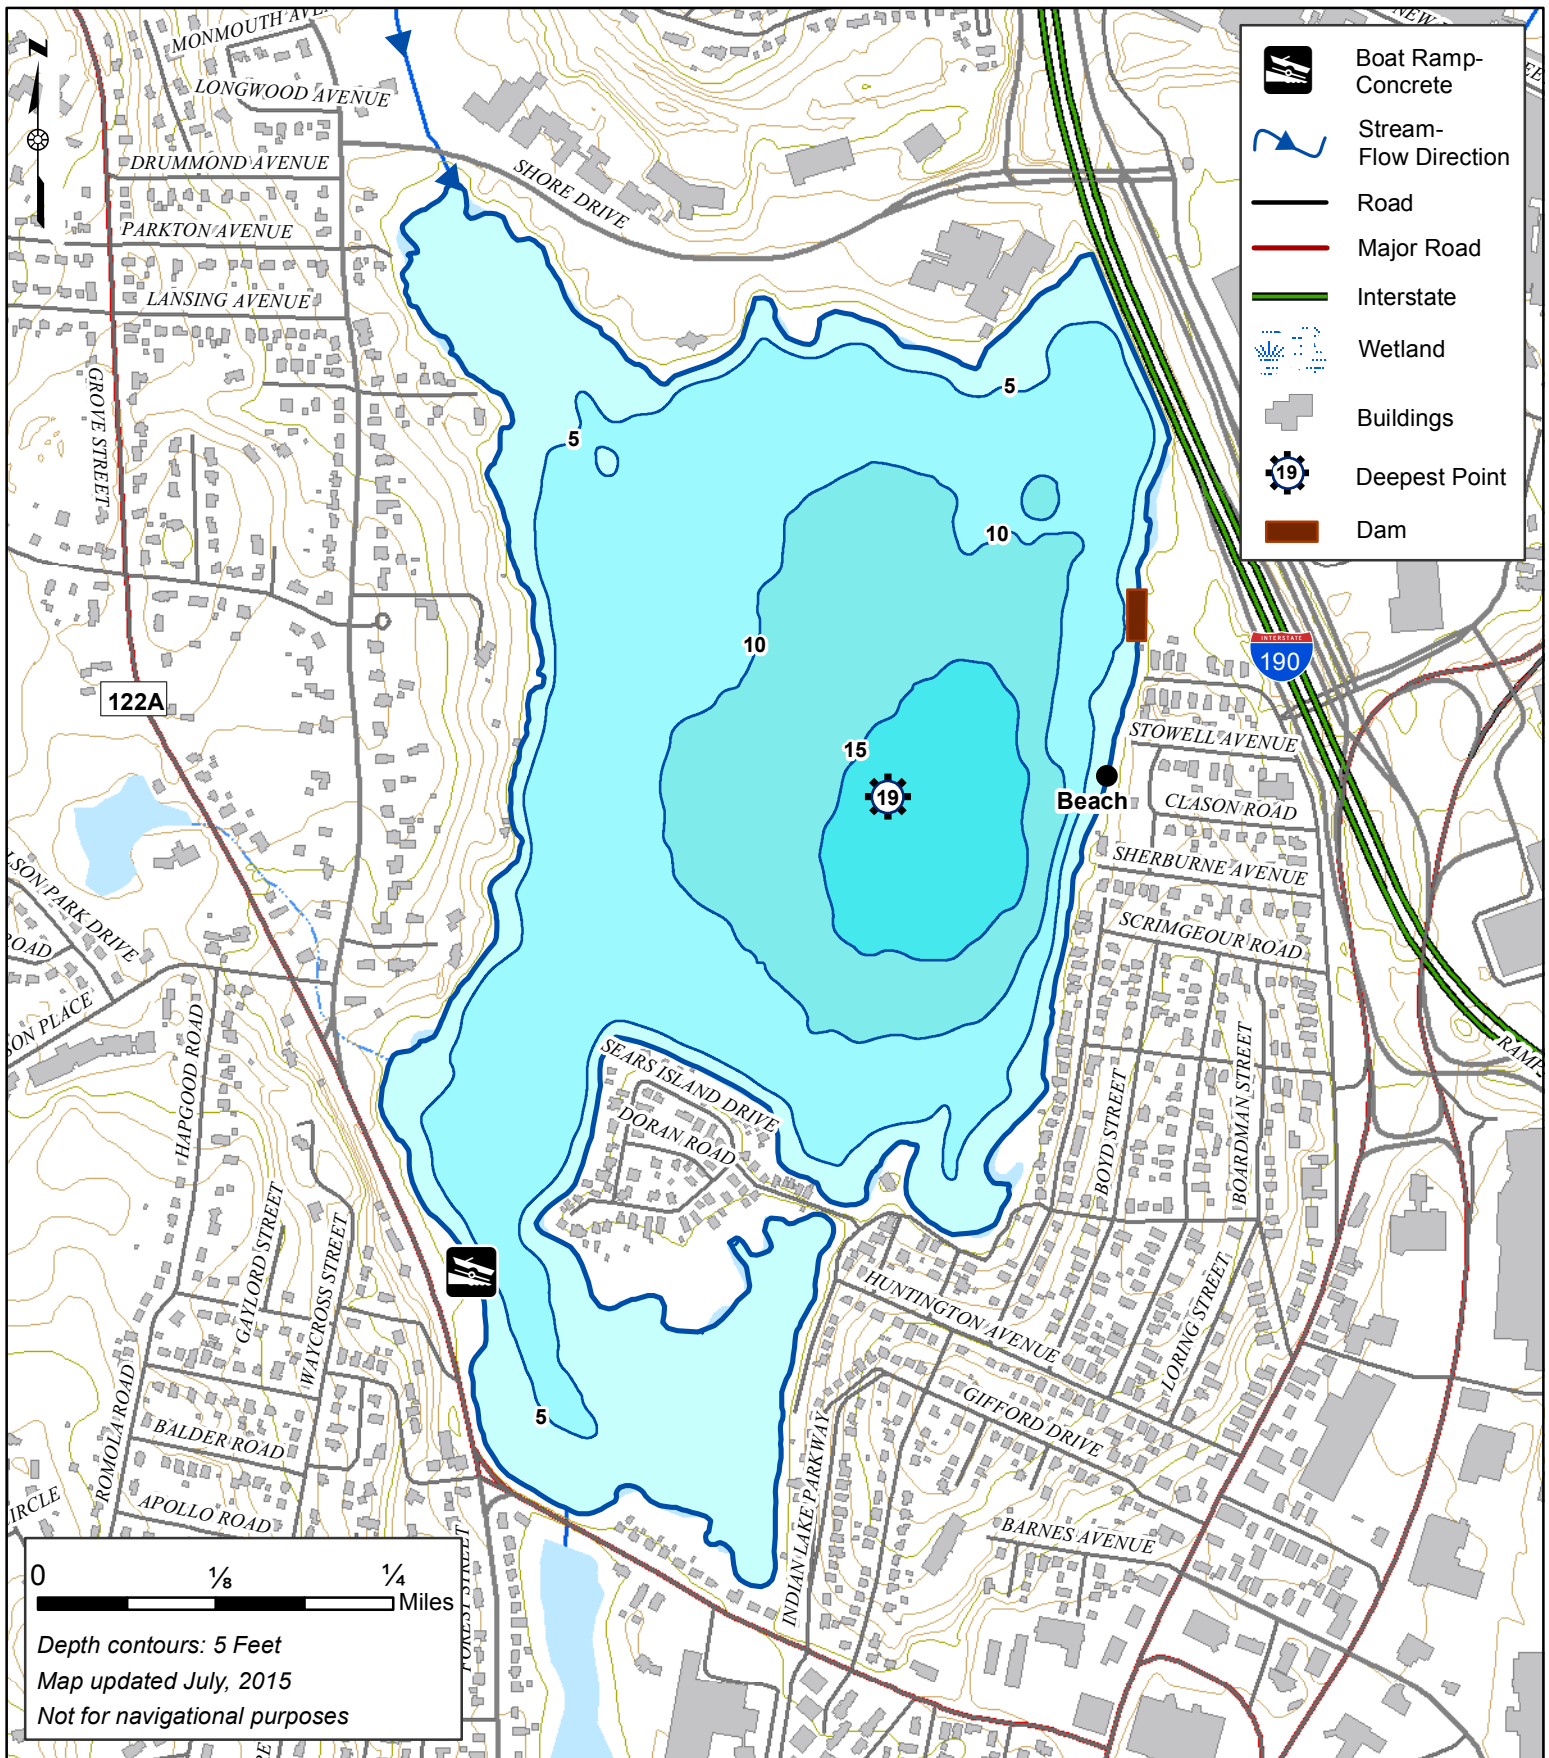 N
MONMOUTH AVEN
LONGWOOD AVENUE
DRUMMOND AVENUE
PARKTON AVENUE
LANSING AVENUE
SHORE DRIVE
GROVE STREET
Boat Ramp-
Concrete
Stream-
Flow Direction
Road
Major Road
Interstate
Wetland
Buildings
19
Deepest Point
Dam
5
5
10
10
15
19
Beach
122A
INTERSTATE
190
STOWELL AVENUE
CLASON ROAD
SHERBURNE AVENUE
SCRIMGEOUR ROAD
LSON PARK DRIVE
ROAD
SON PLACE
HAPGOOD ROAD
SEARS ISLAND DRIVE
DORAN ROAD
BOYD STREET
BOARDMAN STREET
RAMP
GAYLORD STREET
WAYCROSS STREET
HUNTINGTON AVENUE
LORING STREET
GIFFORD DRIVE
ROMOLA ROAD
BALDER ROAD
APOLLO ROAD
CIRCLE
5
INDIAN LAKE PARKWAY
BARNES AVENUE
FOREST STREET
0 ⅛ ¼
Miles
Depth contours: 5 Feet
Map updated July, 2015
Not for navigational purposes